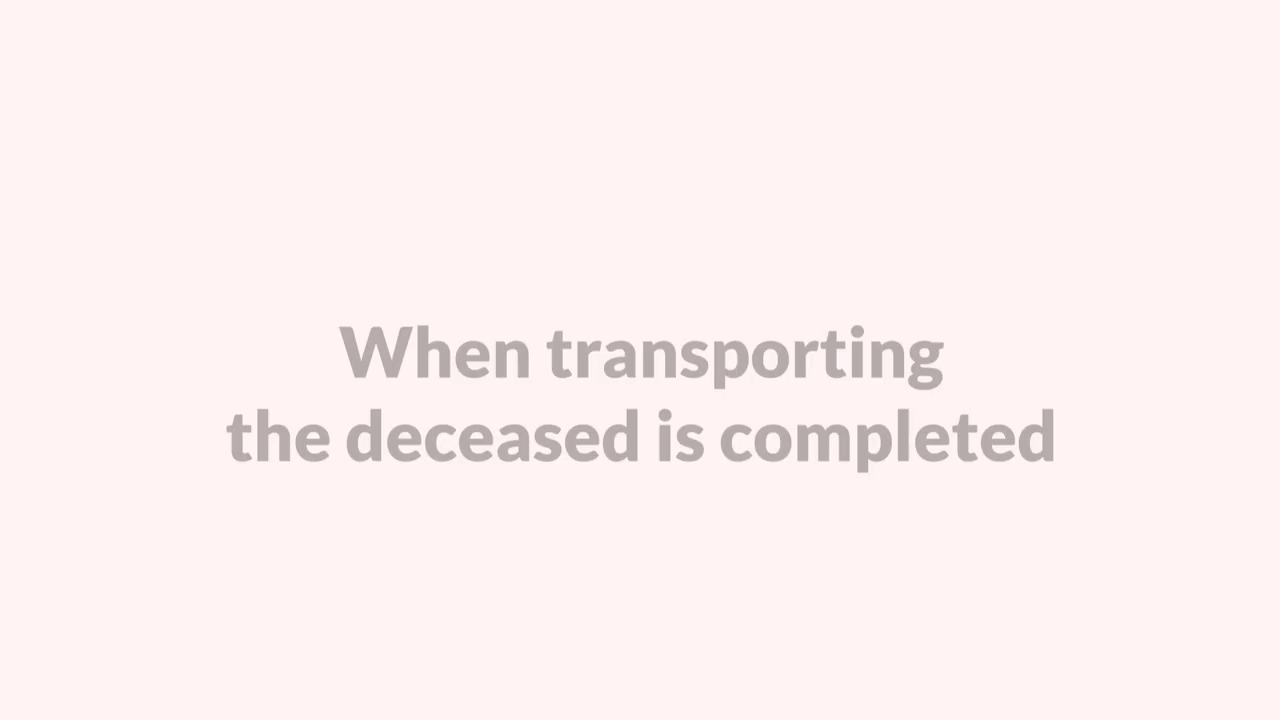 When transporting
the deceased is completed